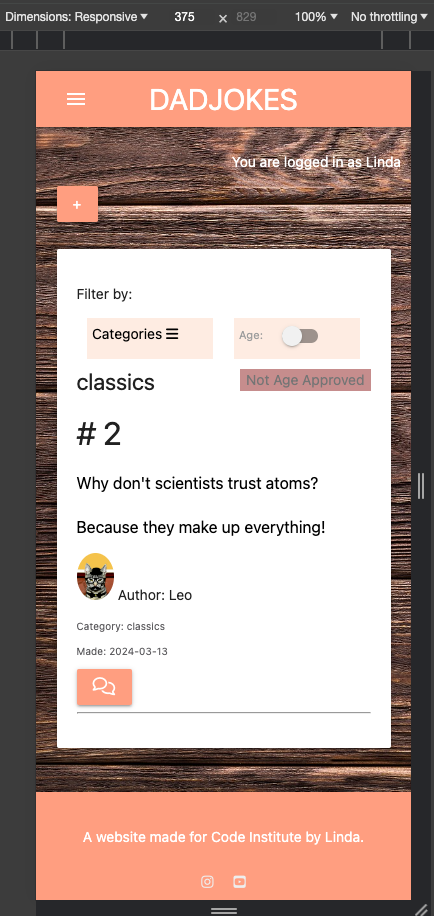 Dimensions: Responsive 375 × 829 100% No throttling
DADJOKES
You are logged in as Linda
+
Filter by:
Categories
Age:
classics
Not Age Approved
# 2
Why don't scientists trust atoms?
Because they make up everything!
Author: Leo
Category: classics
Made: 2024-03-13
A website made for Code Institute by Linda.